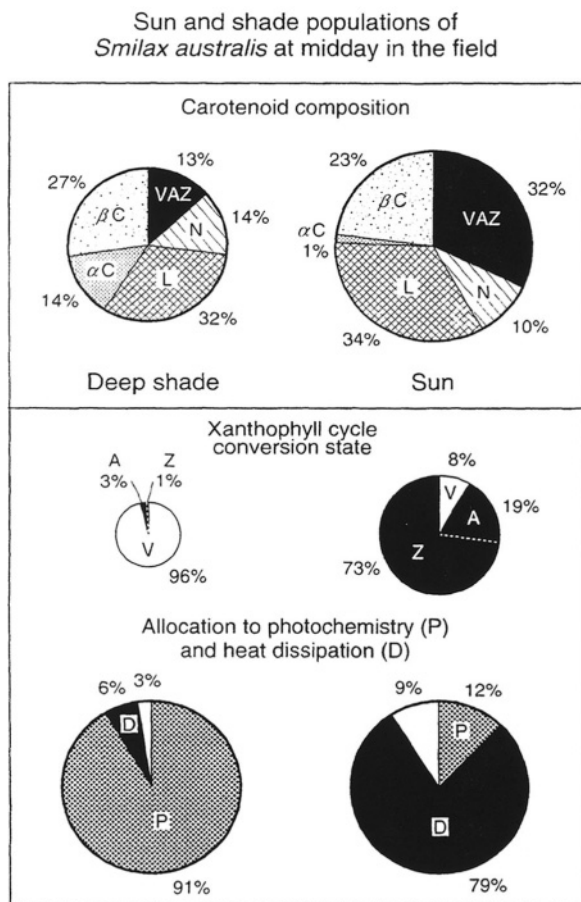 Sun and shade populations of
Smilax australis at midday in the field
Carotenoid composition
27% 13% 23% 32%
βC VAZ βC VAZ
N 14% αC
αC L 1% L N
14% 32% 34% 10%
Deep shade Sun
Xanthophyll cycle
conversion state
A Z 8%
3% 1% V A 19%
V Z
96% 73%
Allocation to photochemistry (P)
and heat dissipation (D)
6% 3% 9% 12%
D P
P D
91% 79%